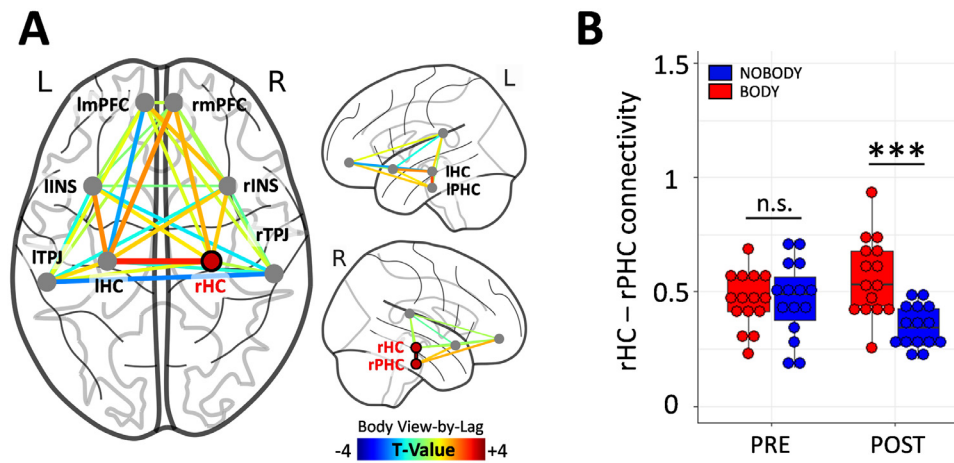 A
L
R
lmPFC
rmPFC
lINS
rINS
lTPJ
rTPJ
lHC
rHC
L
lHC
lPHC
R
rHC
rPHC
Body View-by-Lag
-4 T-Value +4
B
rHC – rPHC connectivity
1.5
1
0.5
0
NOBODY
BODY
n.s.
***
PRE
POST